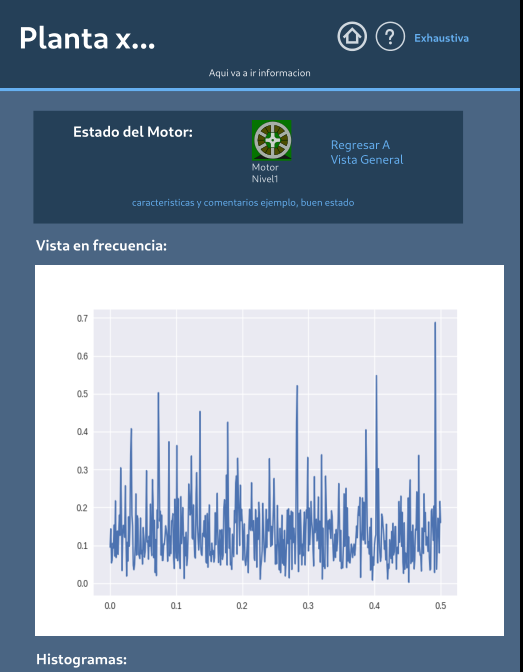 Planta x...
?
Exhaustiva
Aqui va a ir informacion
Estado del Motor:
Motor
Nivel1
Regresar A
Vista General
caracteristicas y comentarios ejemplo, buen estado
Vista en frecuencia:
0.7
0.6
0.5
0.4
0.3
0.2
0.1
0.0
0.0 0.1 0.2 0.3 0.4 0.5
Histogramas: